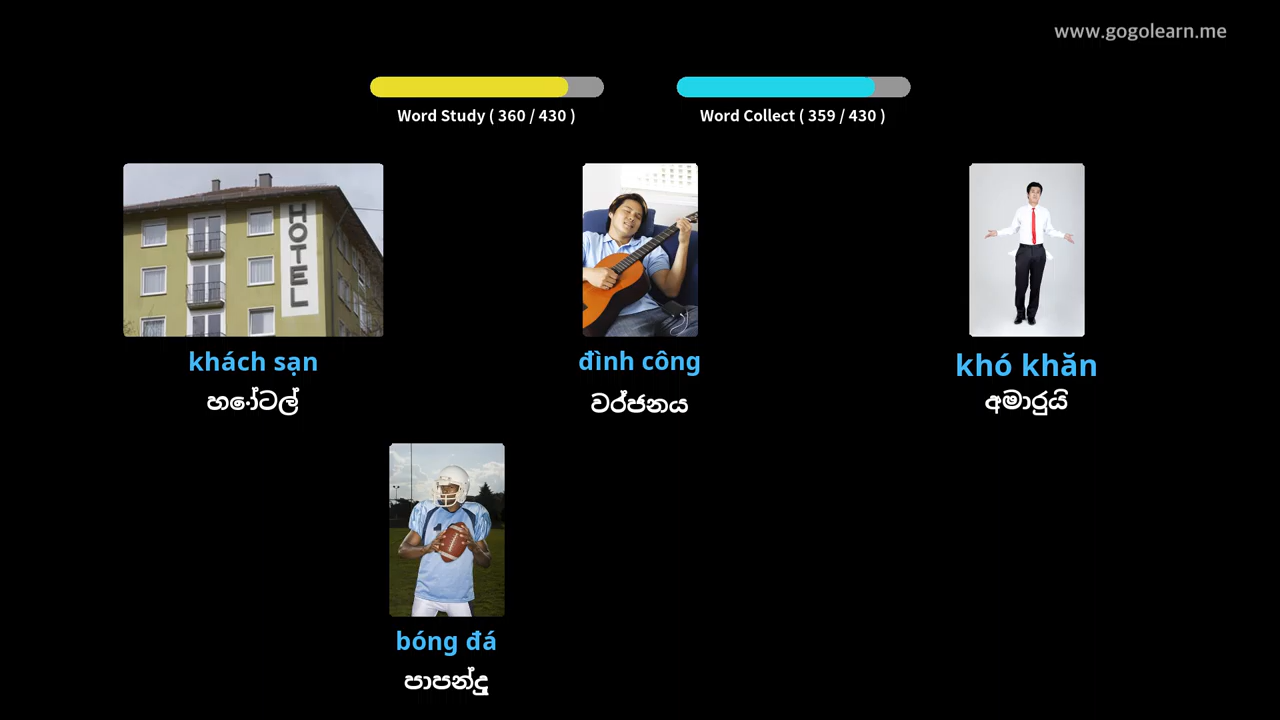 www.gogolearn.me
Word Study ( 360 / 430 )
Word Collect ( 359 / 430 )
HOTEL
khách sạn
đình công
khó khăn
හෝටල්
වර්ජනය
අමාරුයි
bóng đá
පාපන්දු